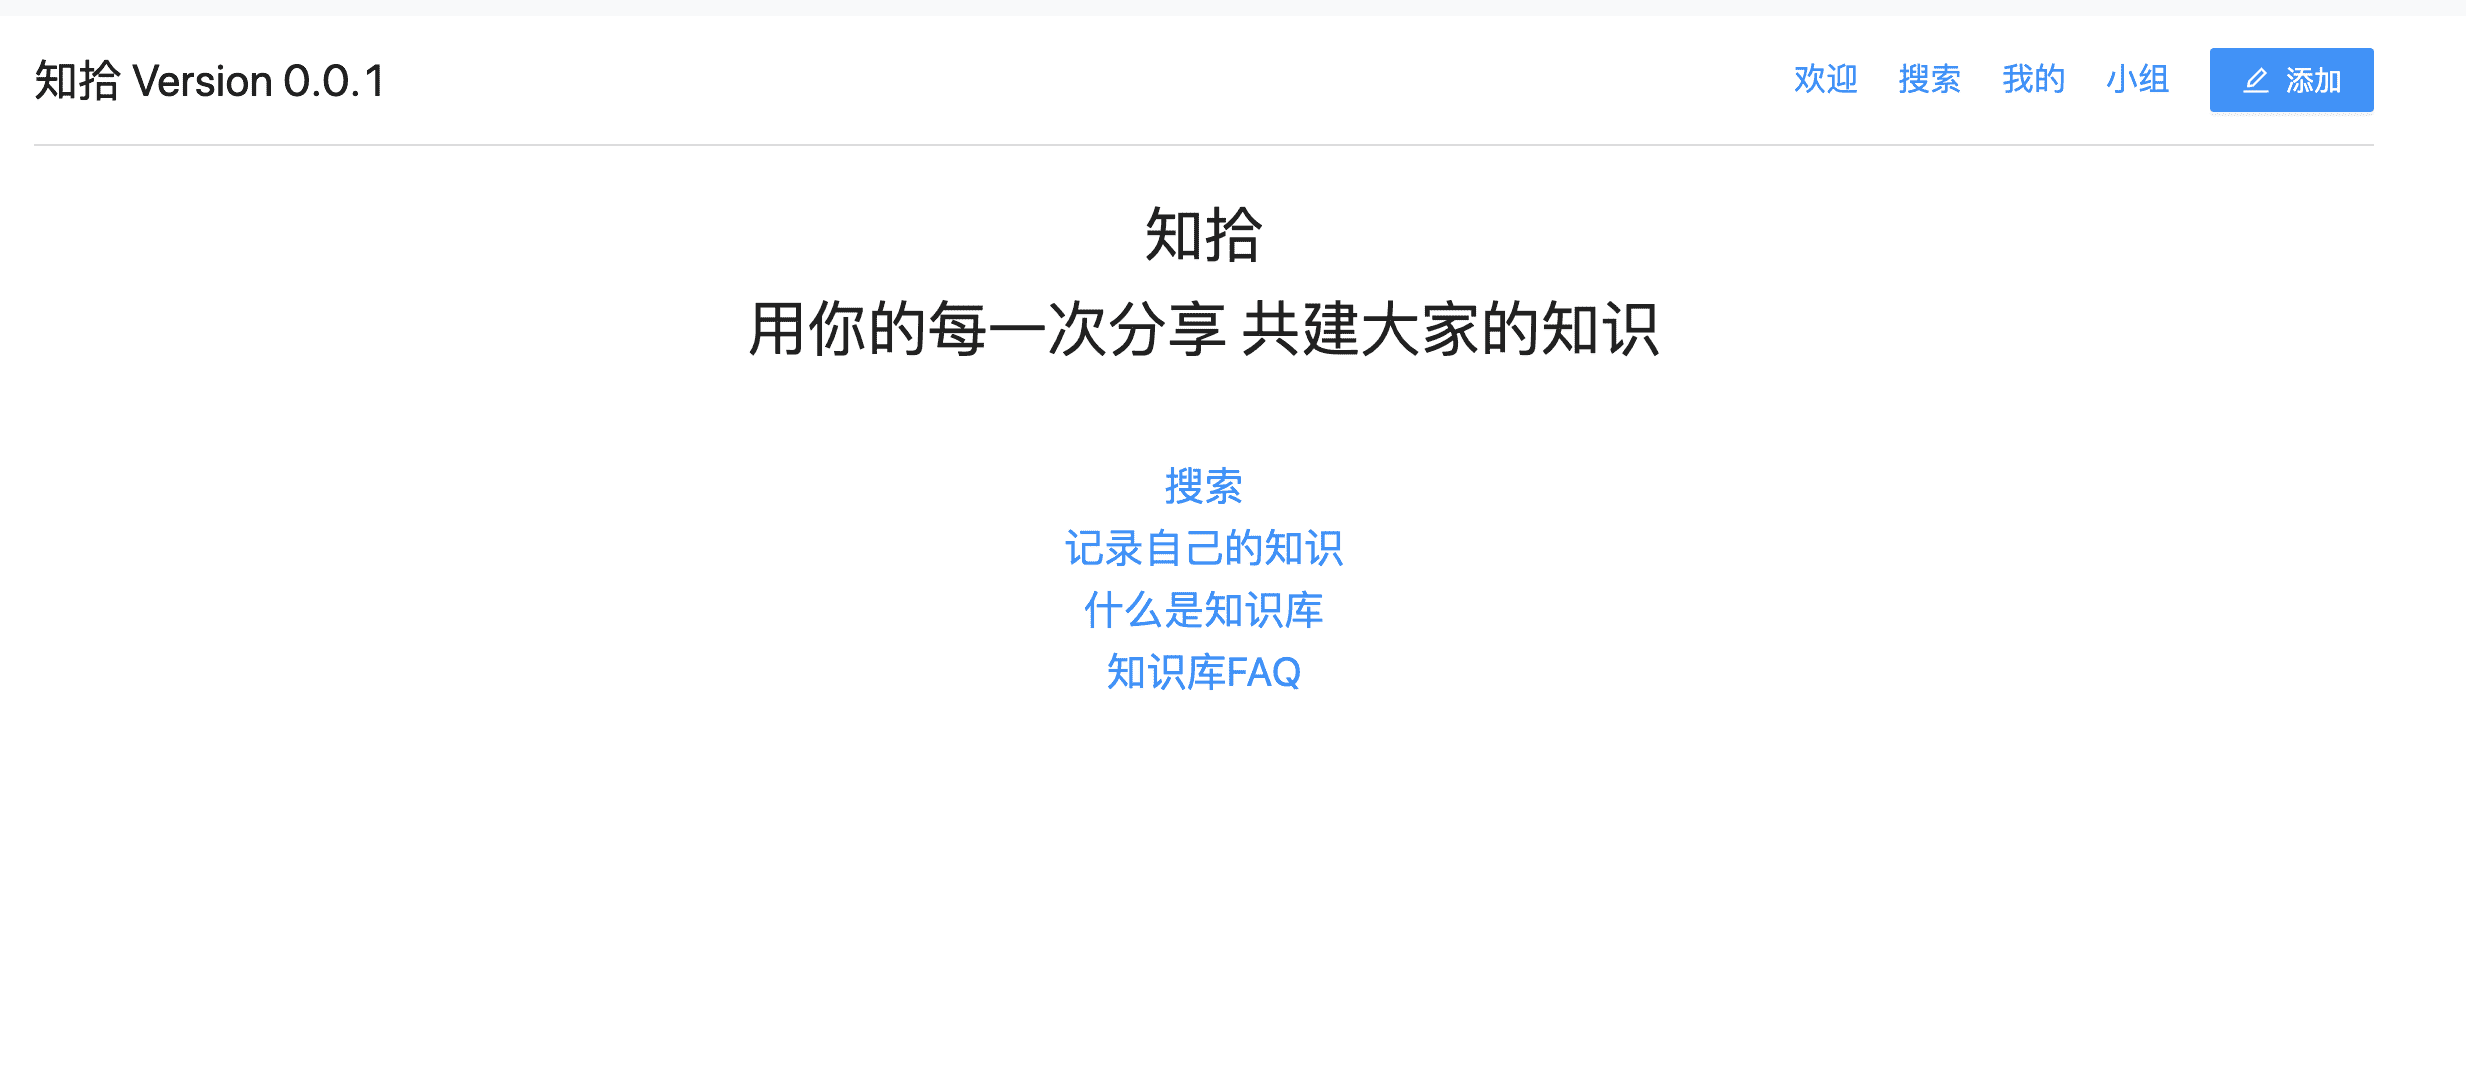 知拾 Version 0.0.1
欢迎 搜索 我的 小组 添加
知拾
用你的每一次分享 共建大家的知识
搜索
记录自己的知识
什么是知识库
知识库FAQ